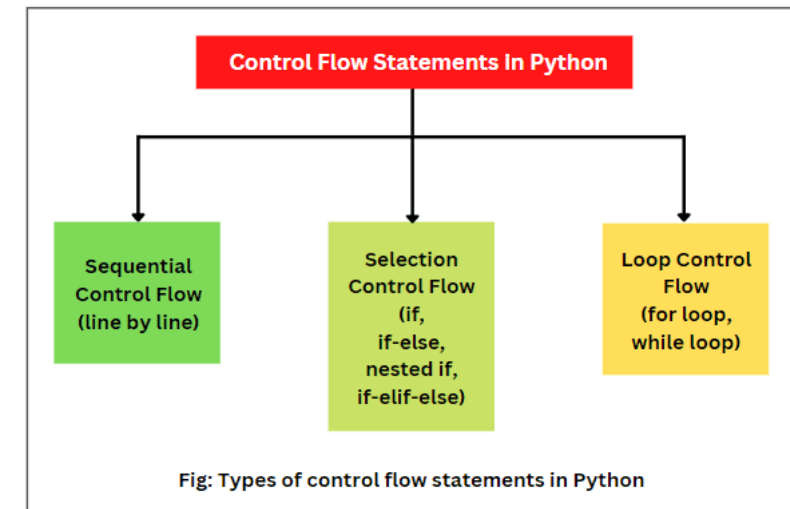 Control Flow Statements in Python
Sequential
Control Flow
(line by line)
Selection
Control Flow
(if,
if-else,
nested if,
if-elif-else)
Loop Control
Flow
(for loop,
while loop)
Fig: Types of control flow statements in Python